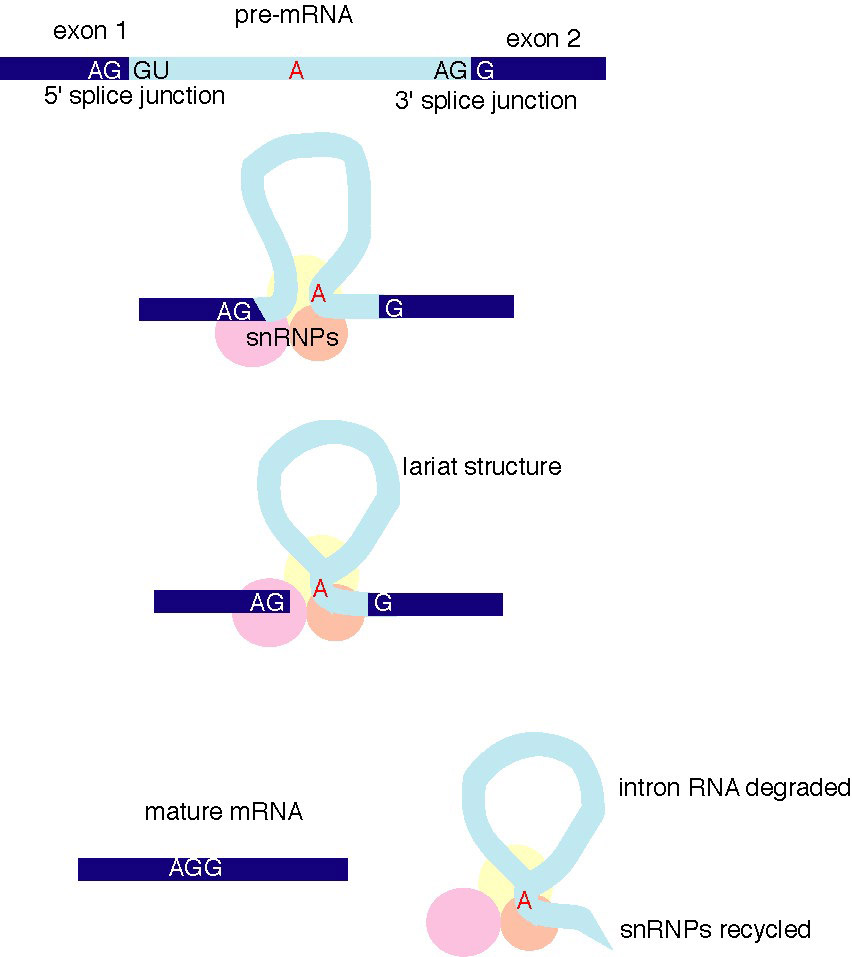 pre-mRNA
exon 1
exon 2
AG GU A AG G
5' splice junction
3' splice junction
A
AG
G
snRNPs
lariat structure
A
AG
G
intron RNA degraded
mature mRNA
AGG
A
snRNPs recycled